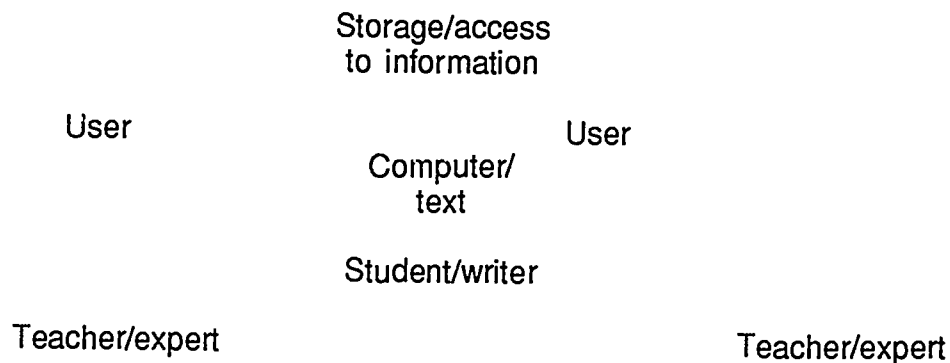 Storage/access
to information
User
User
Computer/
text
Student/writer
Teacher/expert
Teacher/expert